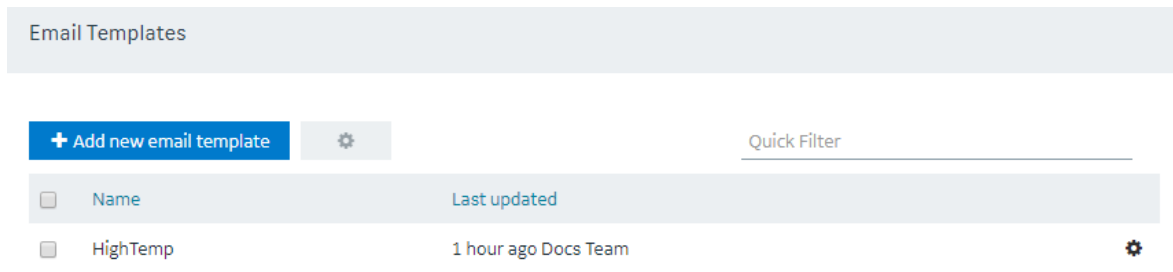 Email Templates
Add new email template
Quick Filter
Name Last updated
HighTemp 1 hour ago Docs Team